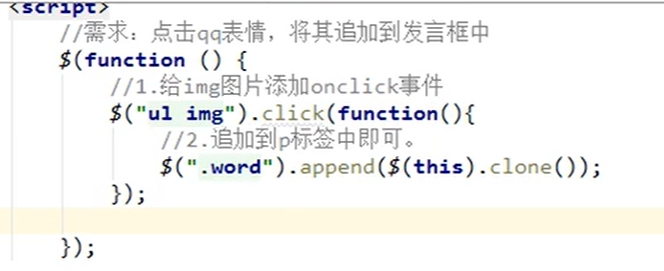 <script>
//需求：点击qq表情，将其追加到发言框中
$(function () {
//1.给img图片添加onclick事件
$("ul img").click(function(){
//2.追加到p标签中即可。
$(".word").append($(this).clone());
});
});